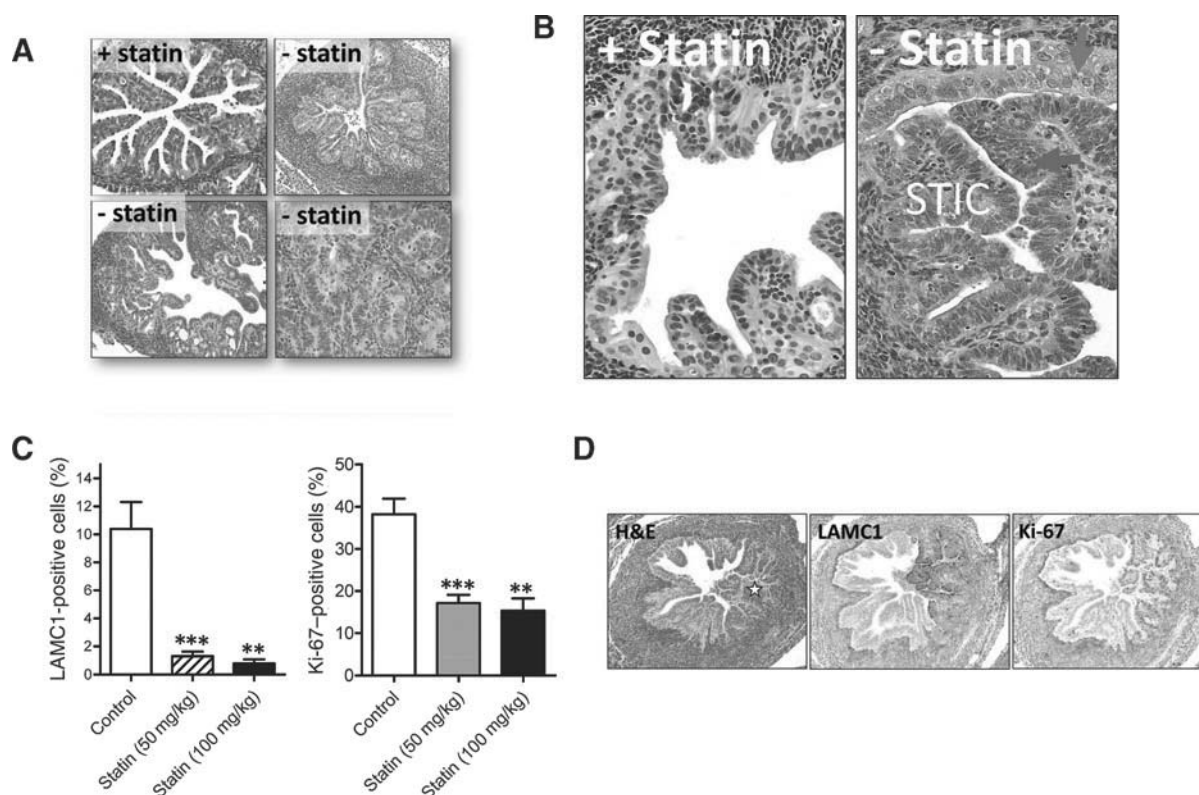 A
+ statin
- statin
- statin
- statin
B
+ Statin
- Statin
STIC
C
LAMC1-positive cells (%)
14
12
10
8
6
4
2
0
***
**
Control
Statin (50 mg/kg)
Statin (100 mg/kg)
Ki-67–positive cells (%)
50
40
30
20
10
0
***
**
Control
Statin (50 mg/kg)
Statin (100 mg/kg)
D
H&E
LAMC1
Ki-67